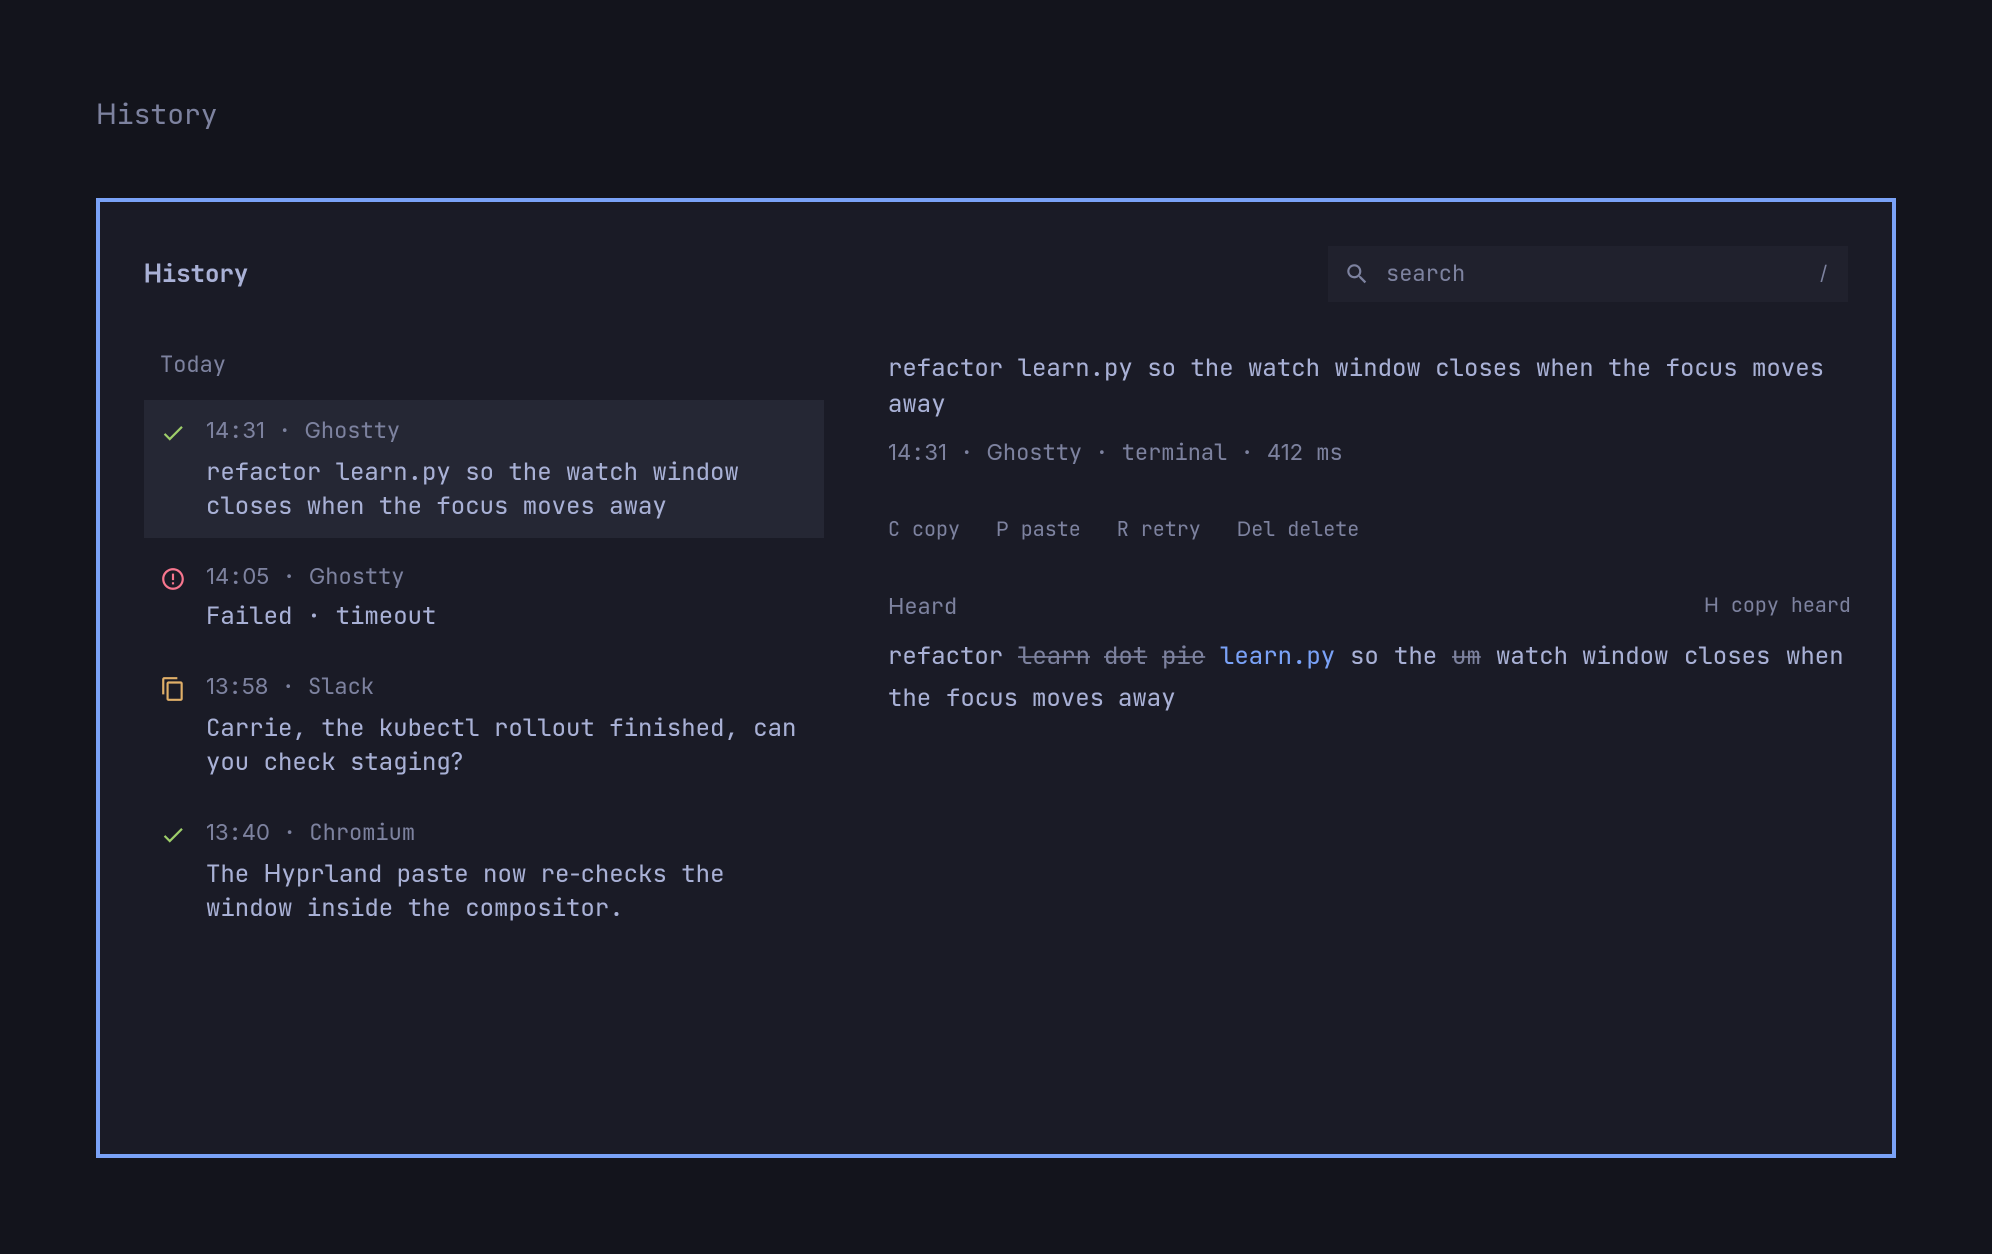 History
History
search /
Today
14:31 · Ghostty
refactor learn.py so the watch window
closes when the focus moves away
14:05 · Ghostty
Failed · timeout
13:58 · Slack
Carrie, the kubectl rollout finished, can
you check staging?
13:40 · Chromium
The Hyprland paste now re-checks the
window inside the compositor.
refactor learn.py so the watch window closes when the focus moves
away
14:31 · Ghostty · terminal · 412 ms
C copy P paste R retry Del delete
Heard H copy heard
refactor learn dot pie learn.py so the um watch window closes when
the focus moves away